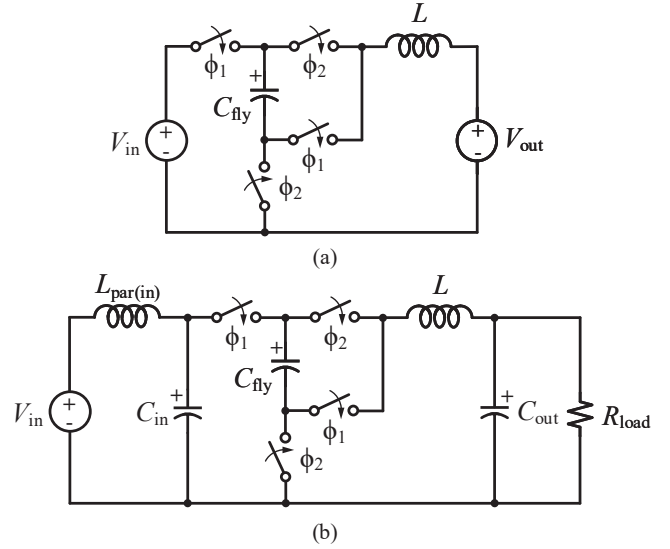 L
ϕ1 ϕ2
+
Cfly
Vin + -
ϕ1
+ - Vout
ϕ2
(a)
Lpar(in)
L
ϕ1 ϕ2
+
Cfly
Vin + -
+
Cin
ϕ1
+
Cout
Rload
ϕ2
(b)